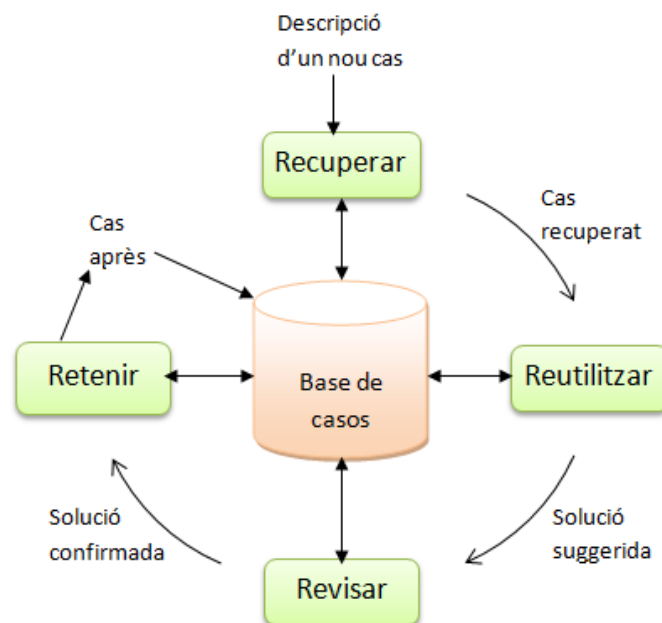 Descripció
d'un nou cas
Recuperar
Cas
recuperat
Cas
après
Retenir
Base de
casos
Reutilitzar
Solució
confirmada
Solució
suggerida
Revisar